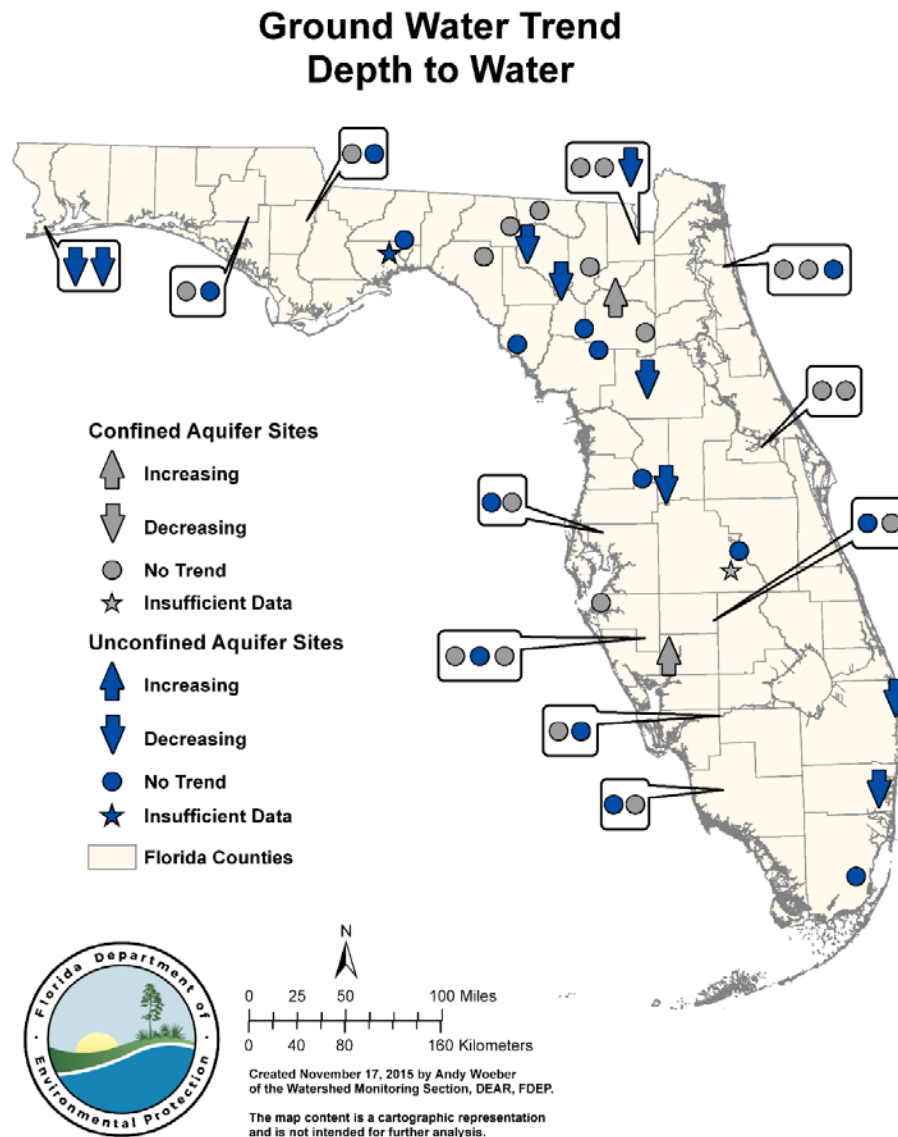 Ground Water Trend
Depth to Water
Confined Aquifer Sites
Increasing
Decreasing
No Trend
Insufficient Data
Unconfined Aquifer Sites
Increasing
Decreasing
No Trend
Insufficient Data
Florida Counties
Florida Department of
Environmental Protection
N
0 25 50 100 Miles
0 40 80 160 Kilometers
Created November 17, 2015 by Andy Woeber
of the Watershed Monitoring Section, DEAR, FDEP.
The map content is a cartographic representation
and is not intended for further analysis.